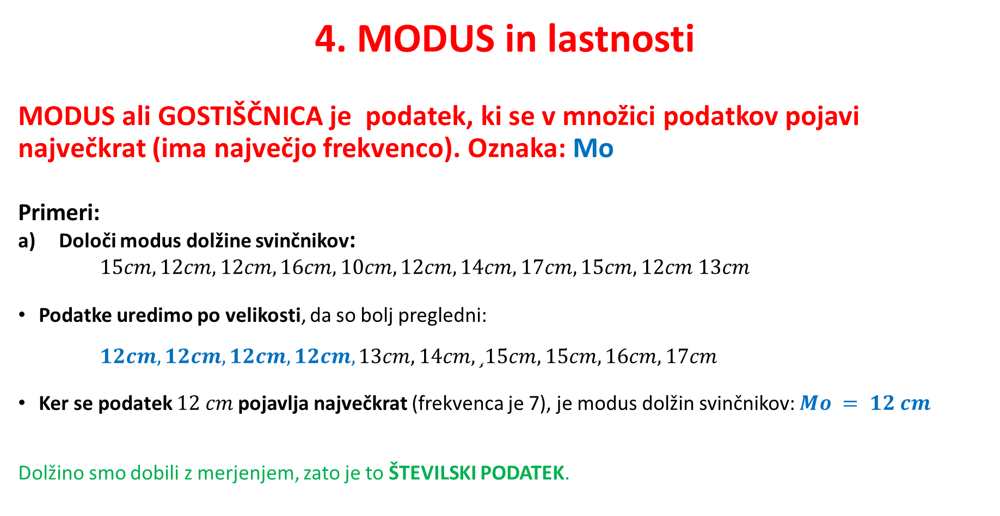 4. MODUS in lastnosti
MODUS ali GOSTIŠČNICA je  podatek, ki se v množici podatkov pojavi
največkrat (ima največjo frekvenco). Oznaka: Mo
Primeri:
a) Določi modus dolžine svinčnikov:
15cm, 12cm, 12cm, 16cm, 10cm, 12cm, 14cm, 17cm, 15cm, 12cm 13cm
• Podatke uredimo po velikosti, da so bolj pregledni:
12cm, 12cm, 12cm, 12cm, 13cm, 14cm, ,15cm, 15cm, 16cm, 17cm
• Ker se podatek 12 cm pojavlja največkrat (frekvenca je 7), je modus dolžin svinčnikov: Mo = 12 cm
Dolžino smo dobili z merjenjem, zato je to ŠTEVILSKI PODATEK.